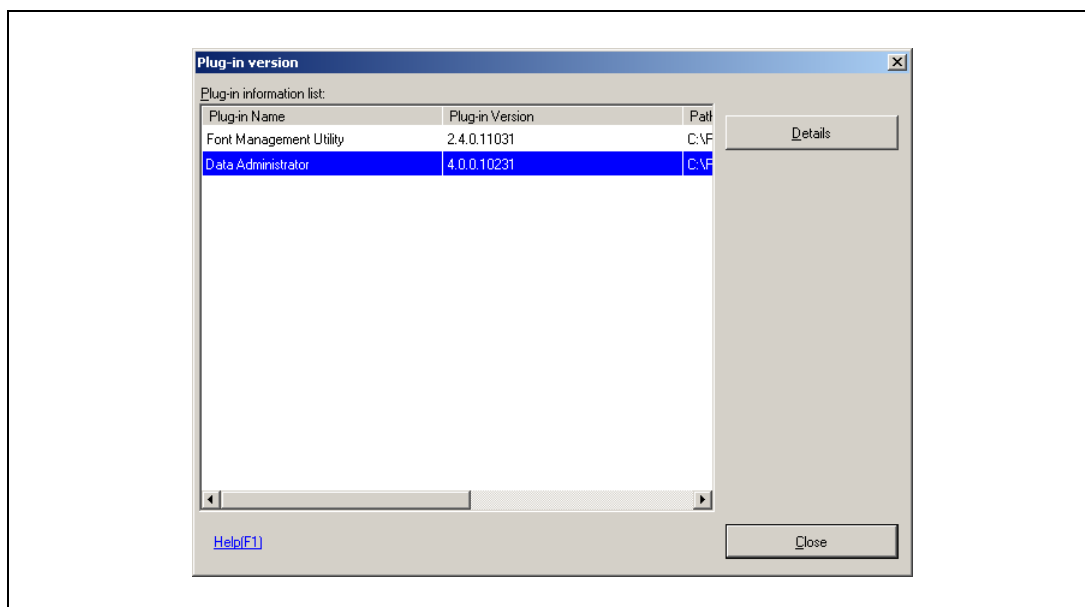 Plug-in version
Plug-in information list:
Plug-in Name Plug-in Version Path
Font Management Utility 2.4.0.11031 C:\F
Data Administrator 4.0.0.10231 C:\F
Details
Help(F1)
Close